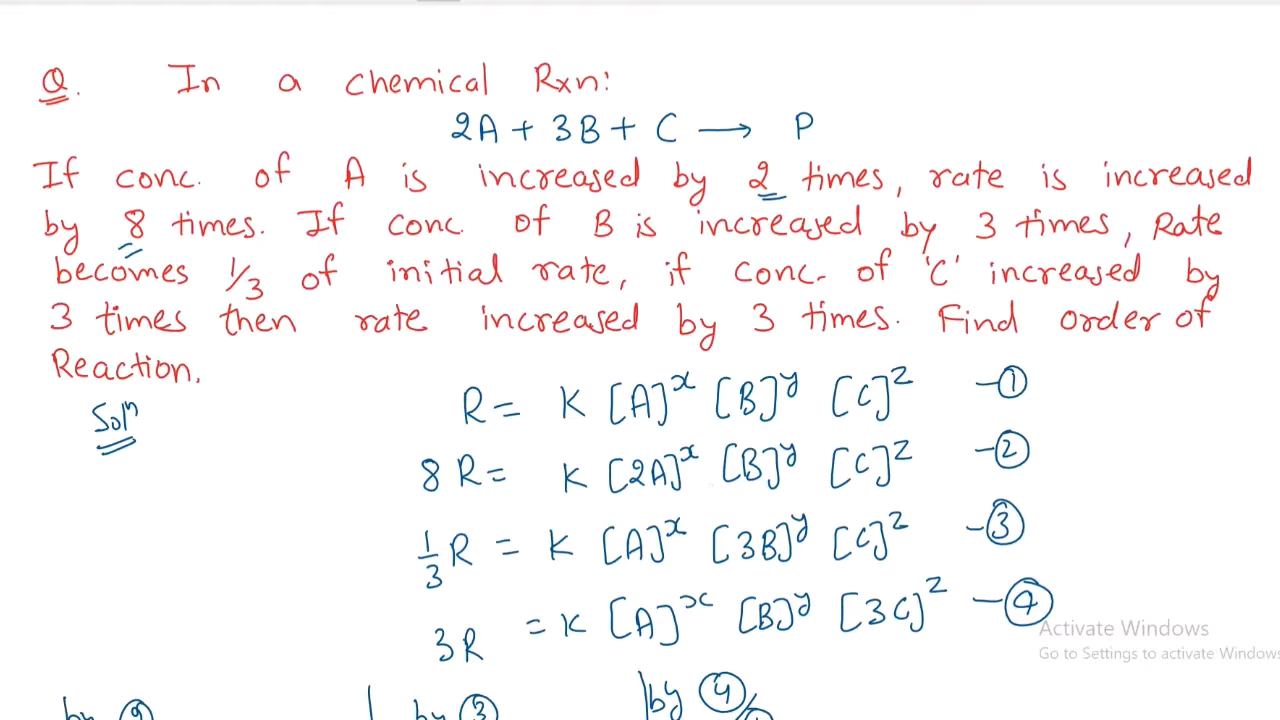 Q. In a chemical Rxn:
2A + 3B + C → P
If conc. of A is increased by 2 times, rate is increased
by 8 times. If conc. of B is increased by 3 times, Rate
becomes 1/3 of initial rate, if conc. of 'C' increased by
3 times then rate increased by 3 times. Find order of
Reaction.
Solⁿ
R = K [A]ˣ [B]ʸ [C]ᶻ -①
8R = K [2A]ˣ [B]ʸ [C]ᶻ -②
1/3 R = K [A]ˣ [3B]ʸ [C]ᶻ -③
3R = K [A]ˣ [B]ʸ [3C]ᶻ -④
Activate Windows
Go to Settings to activate Windows
by by ③ by ④/